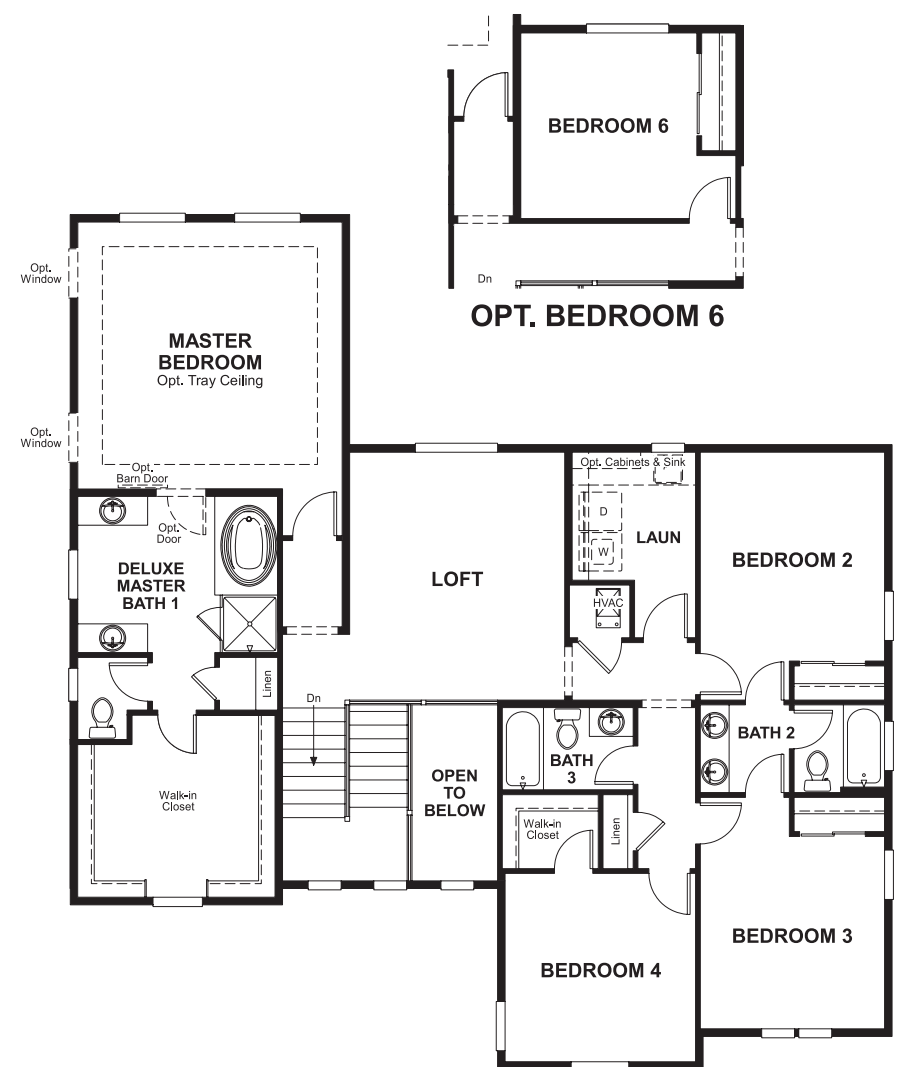 BEDROOM 6
Dn
OPT. BEDROOM 6
Opt.
Window
MASTER
BEDROOM
Opt. Tray Ceiling
Opt.
Window
Opt.
Barn Door
Opt.
Door
DELUXE
MASTER
BATH 1
Linen
Walk-in
Closet
Dn
LOFT
Opt. Cabinets & Sink
D
W
LAUN
HVAC
BEDROOM 2
OPEN
TO
BELOW
BATH
3
BATH 2
Walk-in
Closet
Linen
BEDROOM 4
BEDROOM 3